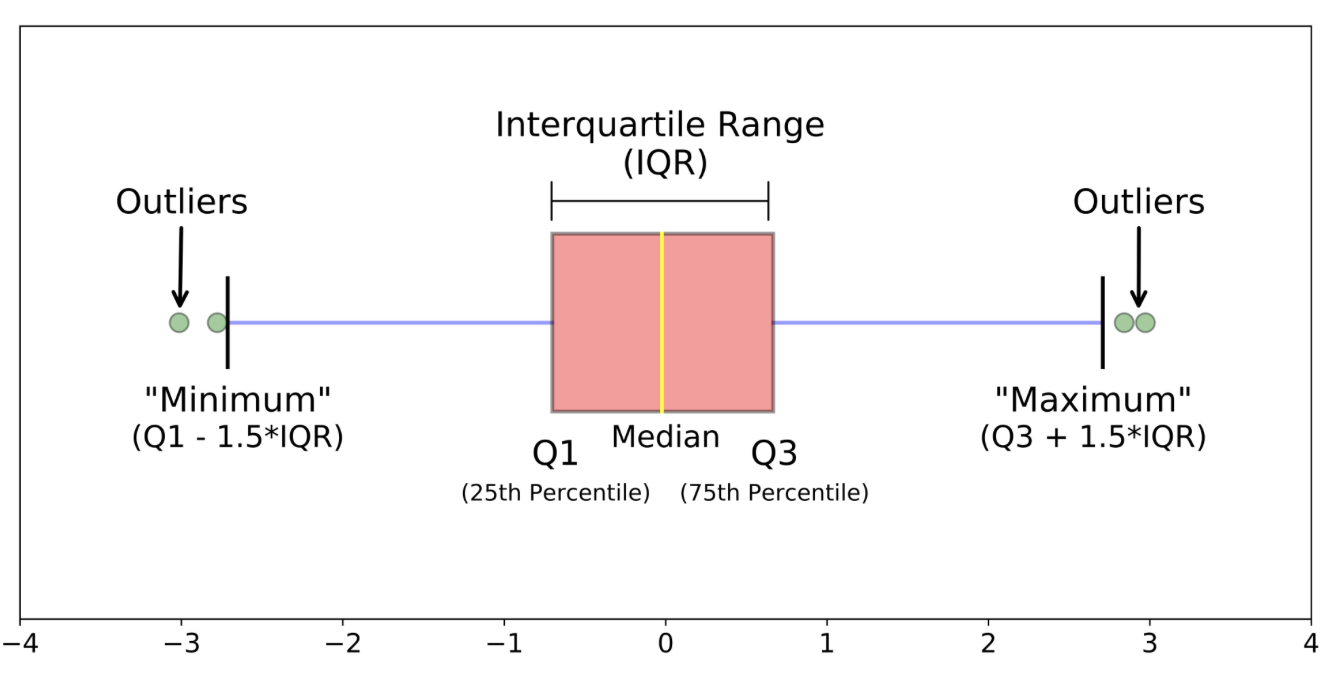 Interquartile Range
(IQR)
Outliers
Outliers
"Minimum"
(Q1 - 1.5*IQR)
"Maximum"
(Q3 + 1.5*IQR)
Median
Q1
Q3
(25th Percentile)
(75th Percentile)
−4 −3 −2 −1 0 1 2 3 4